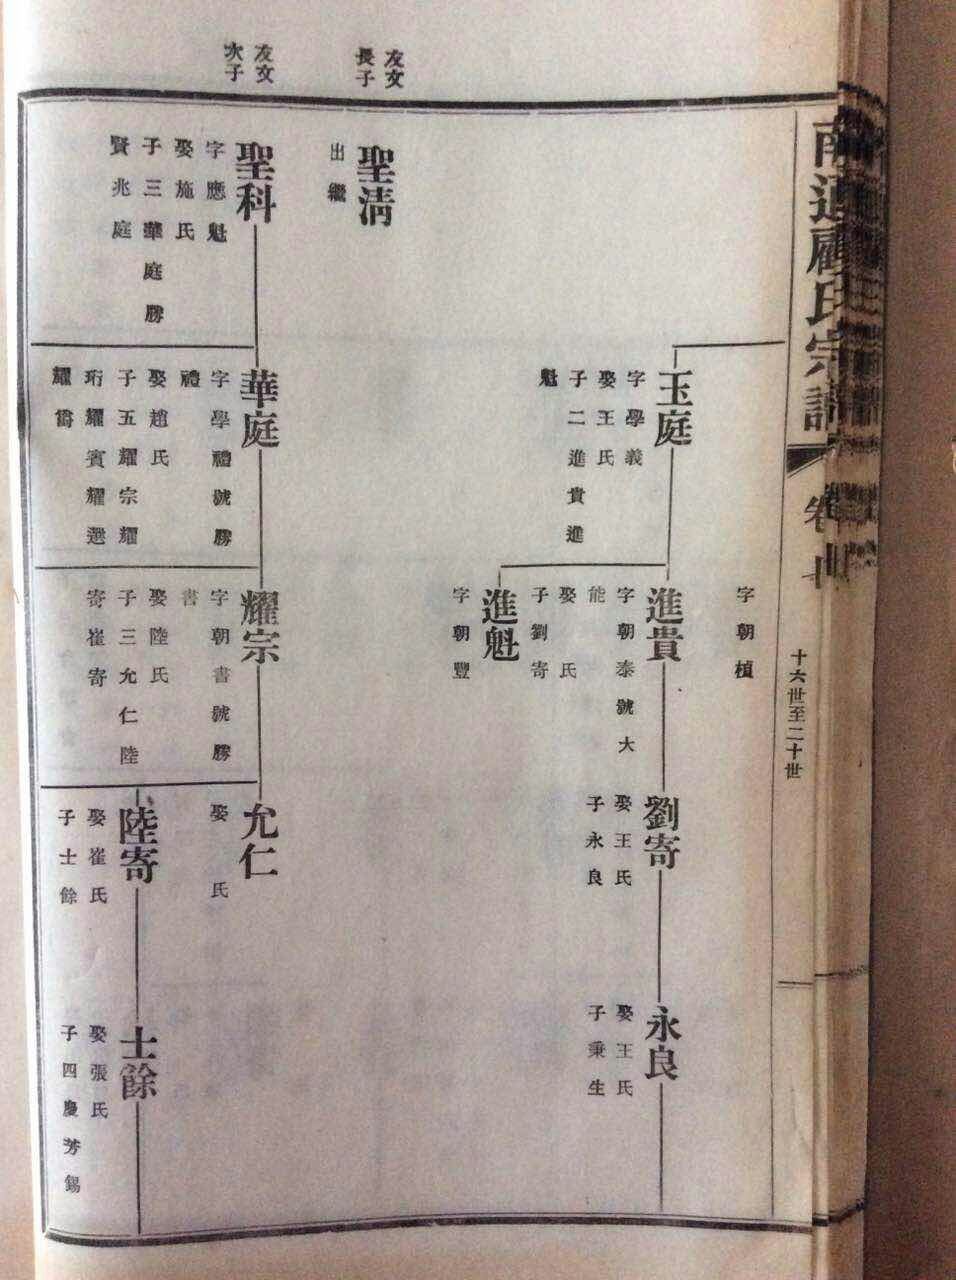 南通顧氏宗譜
卷廿
十六世至二十世
字朝楨
玉庭
字學義
娶王氏
子二進貴進
魁
進貴
字朝泰號大
能
娶 氏
子劉寄
進魁
字朝豐
劉寄
娶王氏
子永良
永良
娶王氏
子秉生
友文
長子
聖清
出繼
友文
次子
聖科
字應魁
娶施氏
子三華庭勝
賢兆庭
華庭
字學禮號勝
禮
娶趙氏
子五耀宗耀
珩耀賓耀選
耀
耀宗
字朝書號勝
書
娶陸氏
子三允仁陸
寄崔寄
允仁
娶 氏
陸寄
娶崔氏
子士餘
士餘
娶張氏
子四慶芳錫